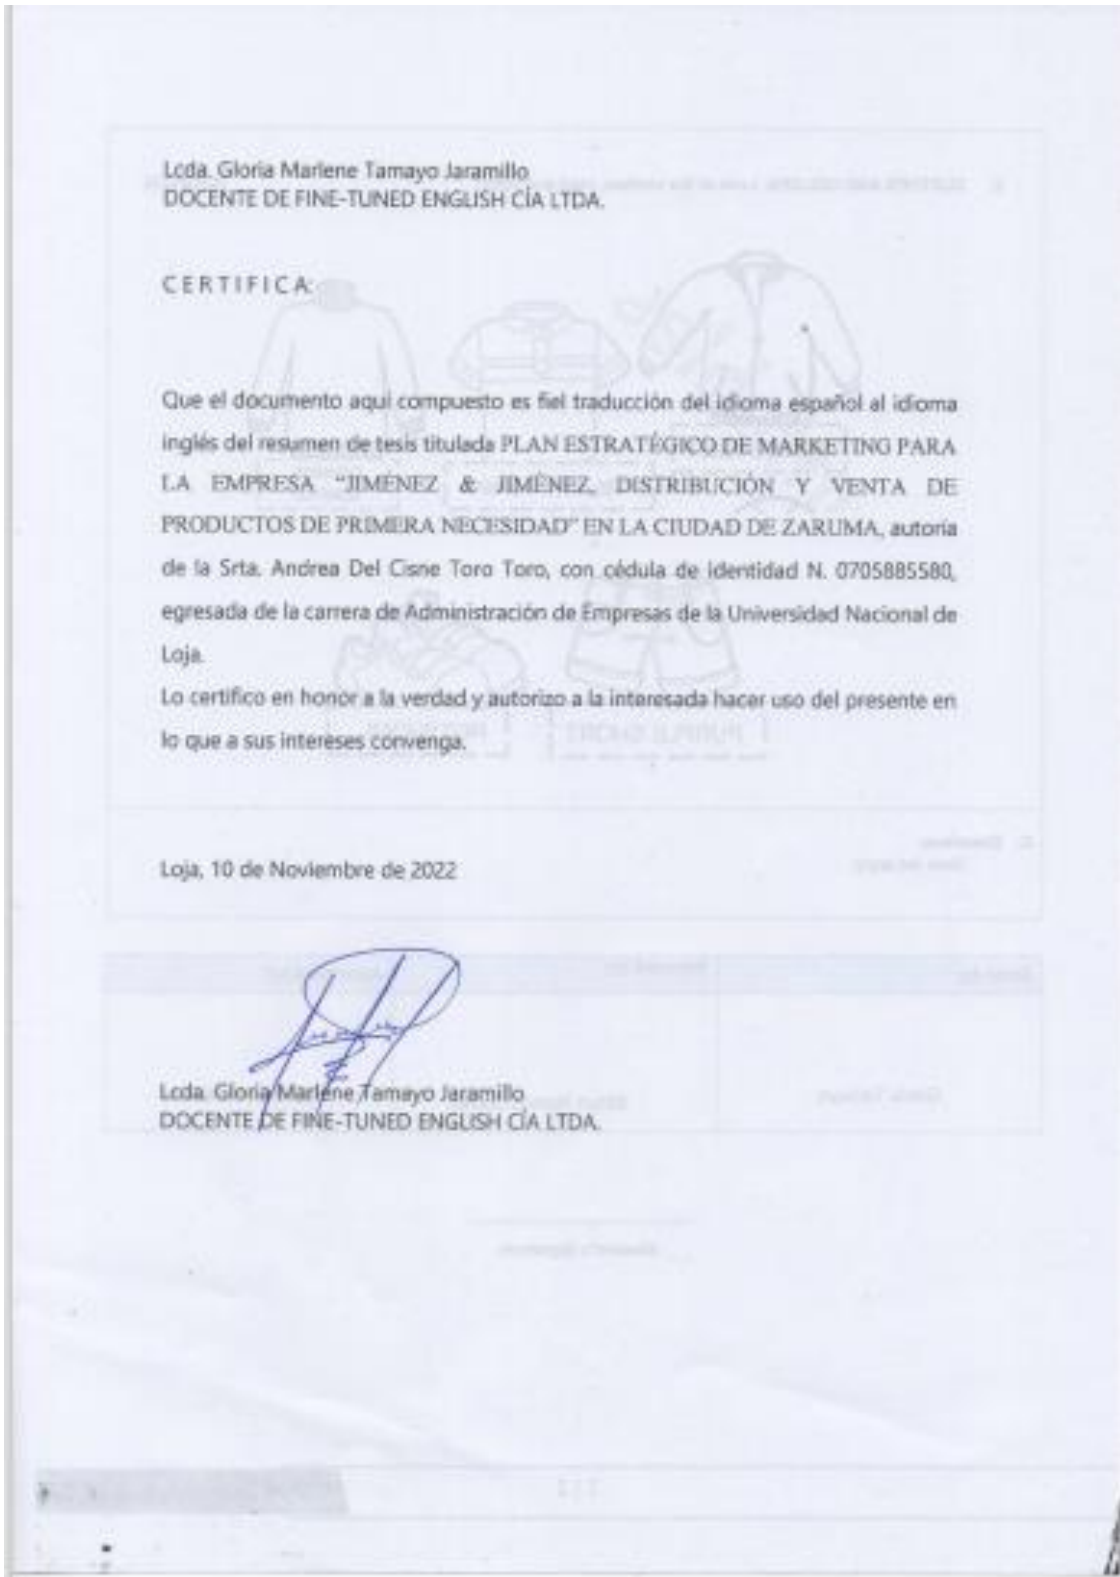 Lcda. Gloria Marlene Tamayo Jaramillo
DOCENTE DE FINE-TUNED ENGLISH CÍA LTDA.
CERTIFICA:
Que el documento aquí compuesto es fiel traducción del idioma español al idioma
inglés del resumen de tesis titulada PLAN ESTRATÉGICO DE MARKETING PARA
LA EMPRESA “JIMÉNEZ & JIMÉNEZ, DISTRIBUCIÓN Y VENTA DE
PRODUCTOS DE PRIMERA NECESIDAD” EN LA CIUDAD DE ZARUMA, autoría
de la Srta. Andrea Del Cisne Toro Toro, con cédula de identidad N. 0705885580,
egresada de la carrera de Administración de Empresas de la Universidad Nacional de
Loja.
Lo certifico en honor a la verdad y autorizo a la interesada hacer uso del presente en
lo que a sus intereses convenga.
Loja, 10 de Noviembre de 2022
Lcda. Gloria Marlene Tamayo Jaramillo
DOCENTE DE FINE-TUNED ENGLISH CÍA LTDA.